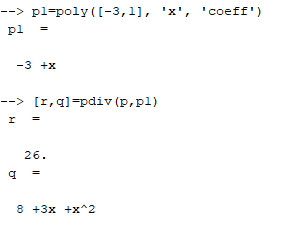 --> p1=poly([-3,1], 'x', 'coeff')
p1  =
-3 +x
--> [r,q]=pdiv(p,p1)
r  =
26.
q  =
8 +3x +x^2